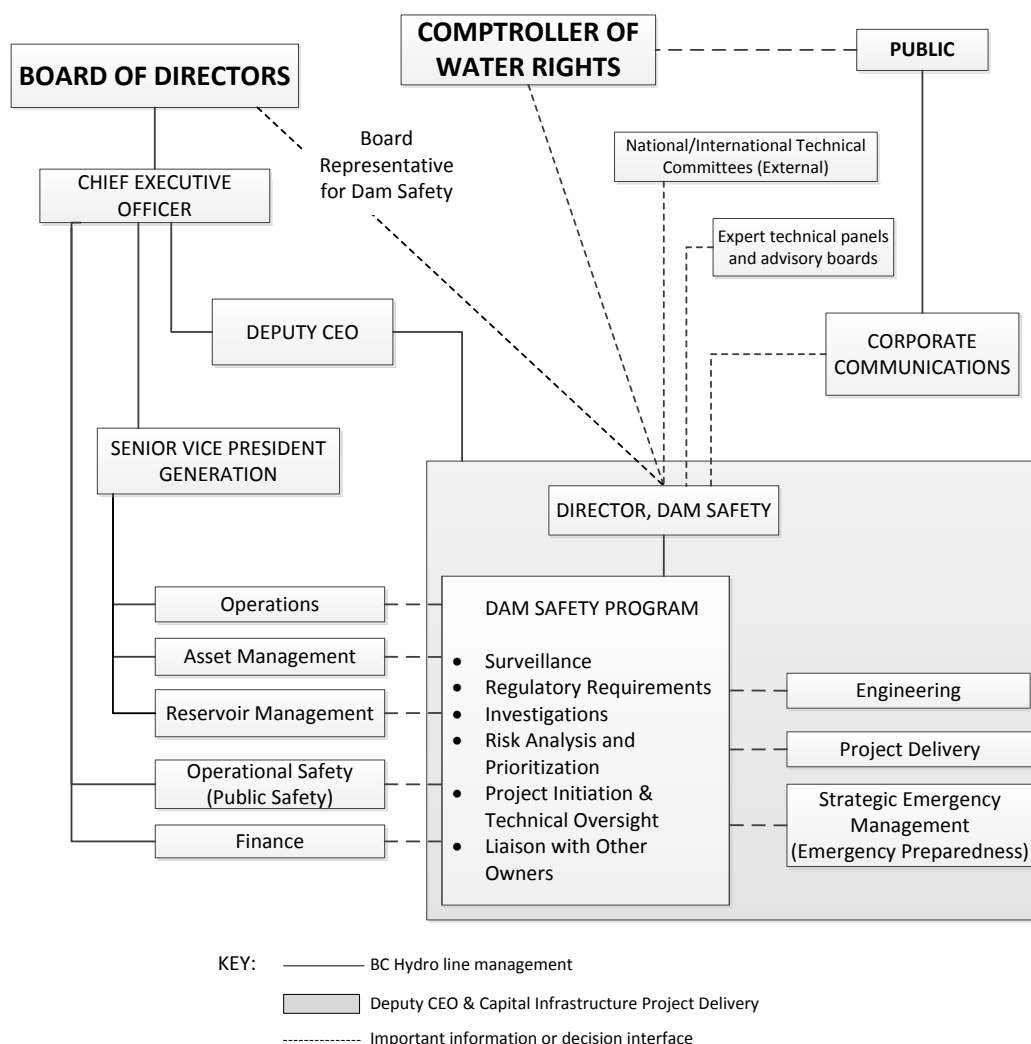 BOARD OF DIRECTORS
COMPTROLLER OF
WATER RIGHTS
PUBLIC
Board
Representative
for Dam Safety
National/International Technical
Committees (External)
CHIEF EXECUTIVE
OFFICER
Expert technical panels
and advisory boards
DEPUTY CEO
CORPORATE
COMMUNICATIONS
SENIOR VICE PRESIDENT
GENERATION
DIRECTOR, DAM SAFETY
Operations
Asset Management
Reservoir Management
Operational Safety
(Public Safety)
Finance
DAM SAFETY PROGRAM
• Surveillance
• Regulatory Requirements
• Investigations
• Risk Analysis and
Prioritization
• Project Initiation &
Technical Oversight
• Liaison with Other
Owners
Engineering
Project Delivery
Strategic Emergency
Management
(Emergency Preparedness)
KEY:
BC Hydro line management
Deputy CEO & Capital Infrastructure Project Delivery
Important information or decision interface